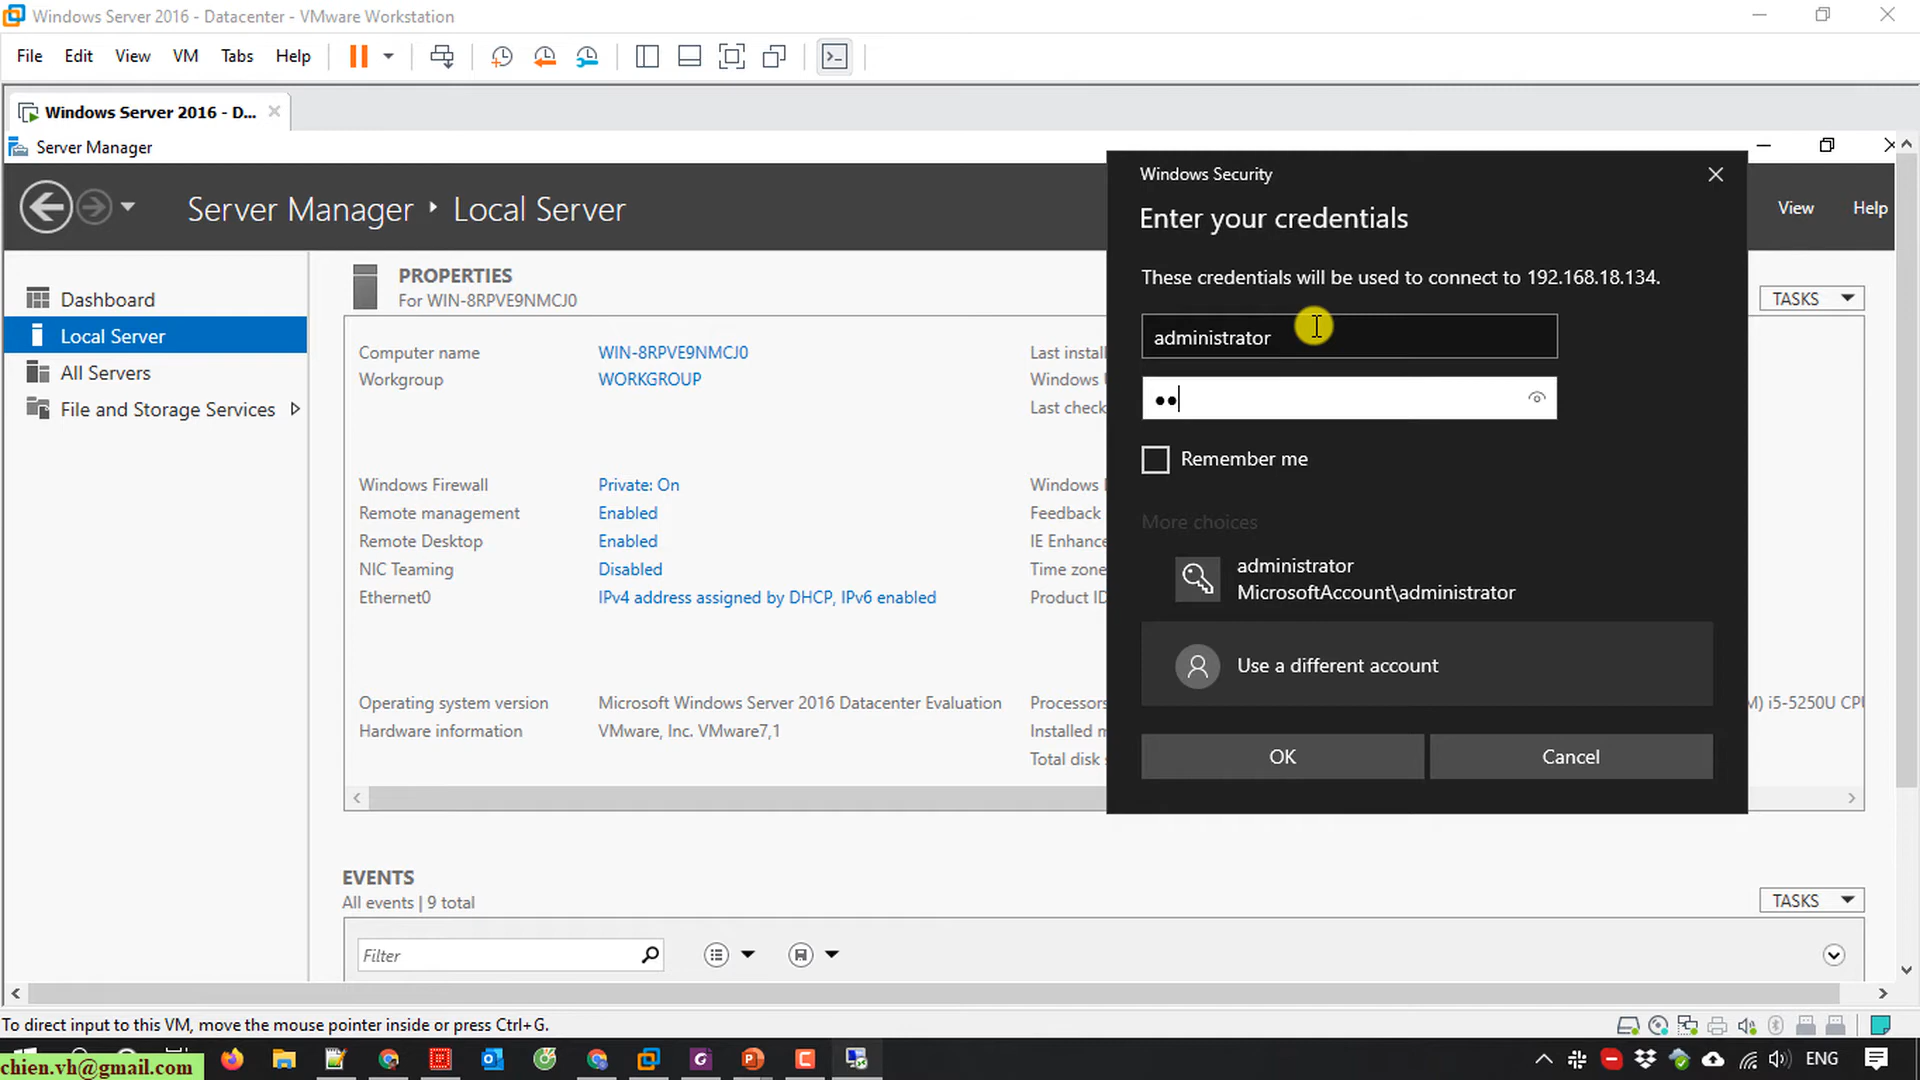 Windows Server 2016 - Datacenter - VMware Workstation
File Edit View VM Tabs Help
Windows Server 2016 - D...
Server Manager
Server Manager Local Server
View Help
Dashboard
Local Server
All Servers
File and Storage Services
PROPERTIES
For WIN-8RPVE9NMCJ0
TASKS
Computer name WIN-8RPVE9NMCJ0
Workgroup WORKGROUP
Last install
Windows
Last check
Windows Firewall Private: On
Remote management Enabled
Remote Desktop Enabled
NIC Teaming Disabled
Ethernet0 IPv4 address assigned by DHCP, IPv6 enabled
Windows
Feedback
IE Enhance
Time zone
Product ID
Operating system version Microsoft Windows Server 2016 Datacenter Evaluation
Hardware information VMware, Inc. VMware7,1
Processors M) i5-5250U CPU
Installed m
Total disk s
Windows Security
Enter your credentials
These credentials will be used to connect to 192.168.18.134.
administrator
Remember me
More choices
administrator
MicrosoftAccount\administrator
Use a different account
OK Cancel
EVENTS
All events | 9 total
TASKS
Filter
To direct input to this VM, move the mouse pointer inside or press Ctrl+G.
chien.vh@gmail.com
ENG